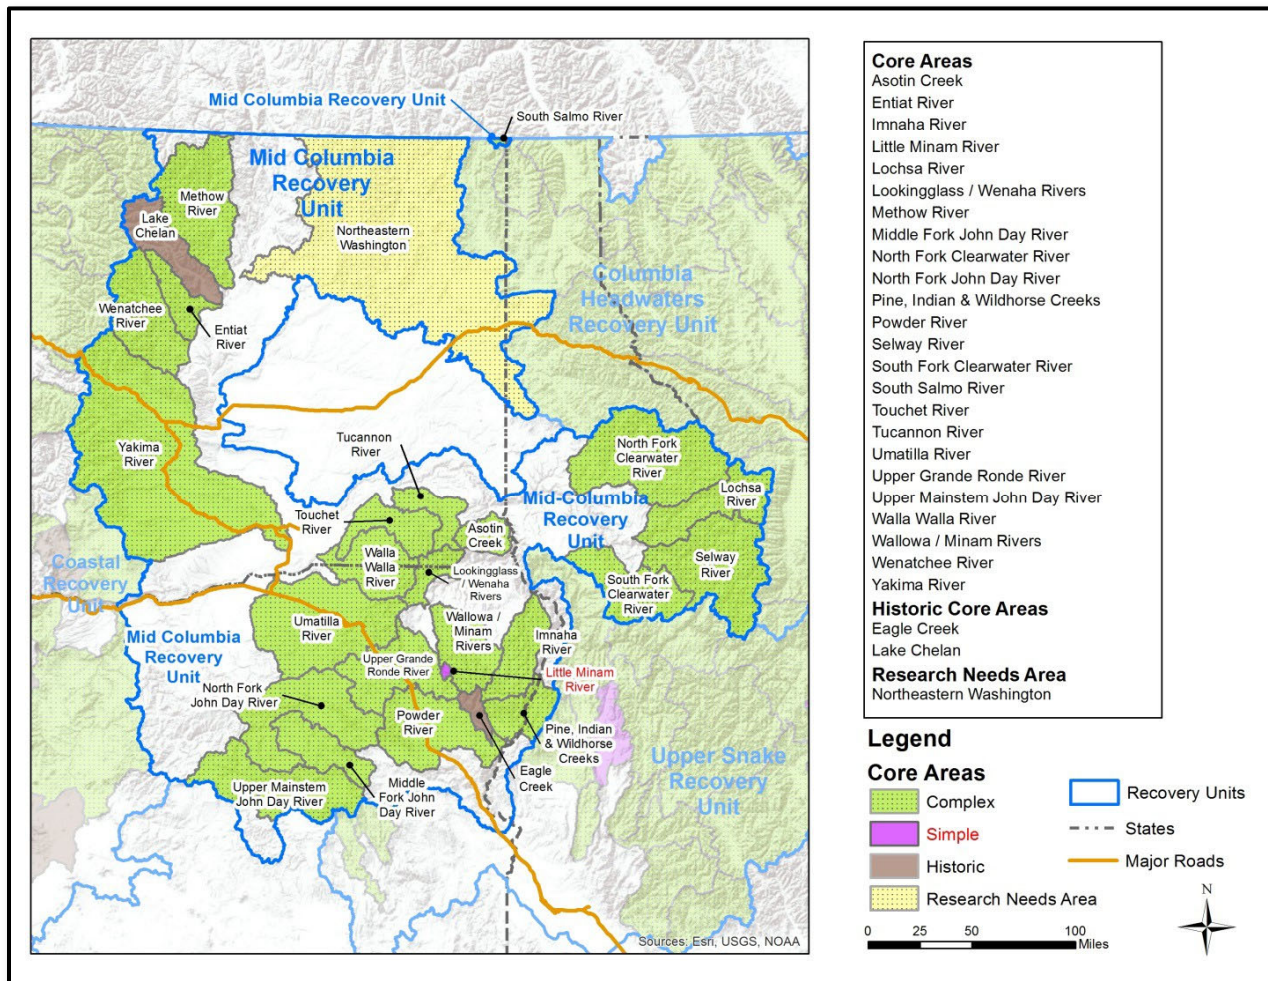 Mid Columbia Recovery Unit
South Salmo River
Mid Columbia
Recovery
Unit
Methow
River
Lake
Chelan
Northeastern
Washington
Columbia
Headwaters
Recovery Unit
Wenatchee
River
Entiat
River
Tucannon
River
North Fork
Clearwater
River
Yakima
River
Lochsa
River
Mid-Columbia
Recovery
Unit
Touchet
River
Asotin
Creek
Walla
Walla
River
Selway
River
Coastal
Recovery
Unit
Lookingglass
/ Wenaha
Rivers
South Fork
Clearwater
River
Umatilla
River
Wallowa /
Minam
Rivers
Imnaha
River
Mid Columbia
Recovery
Unit
Upper Grande
Ronde River
Little Minam
River
North Fork
John Day River
Powder
River
Pine, Indian
& Wildhorse
Creeks
Upper Snake
Recovery
Unit
Eagle
Creek
Middle
Fork John
Day River
Upper Mainstem
John Day River
Sources: Esri, USGS, NOAA
Core Areas
Asotin Creek
Entiat River
Imnaha River
Little Minam River
Lochsa River
Lookingglass / Wenaha Rivers
Methow River
Middle Fork John Day River
North Fork Clearwater River
North Fork John Day River
Pine, Indian & Wildhorse Creeks
Powder River
Selway River
South Fork Clearwater River
South Salmo River
Touchet River
Tucannon River
Umatilla River
Upper Grande Ronde River
Upper Mainstem John Day River
Walla Walla River
Wallowa / Minam Rivers
Wenatchee River
Yakima River
Historic Core Areas
Eagle Creek
Lake Chelan
Research Needs Area
Northeastern Washington
Legend
Core Areas
Complex
Simple
Historic
Research Needs Area
Recovery Units
States
Major Roads
N
0 25 50 100
Miles